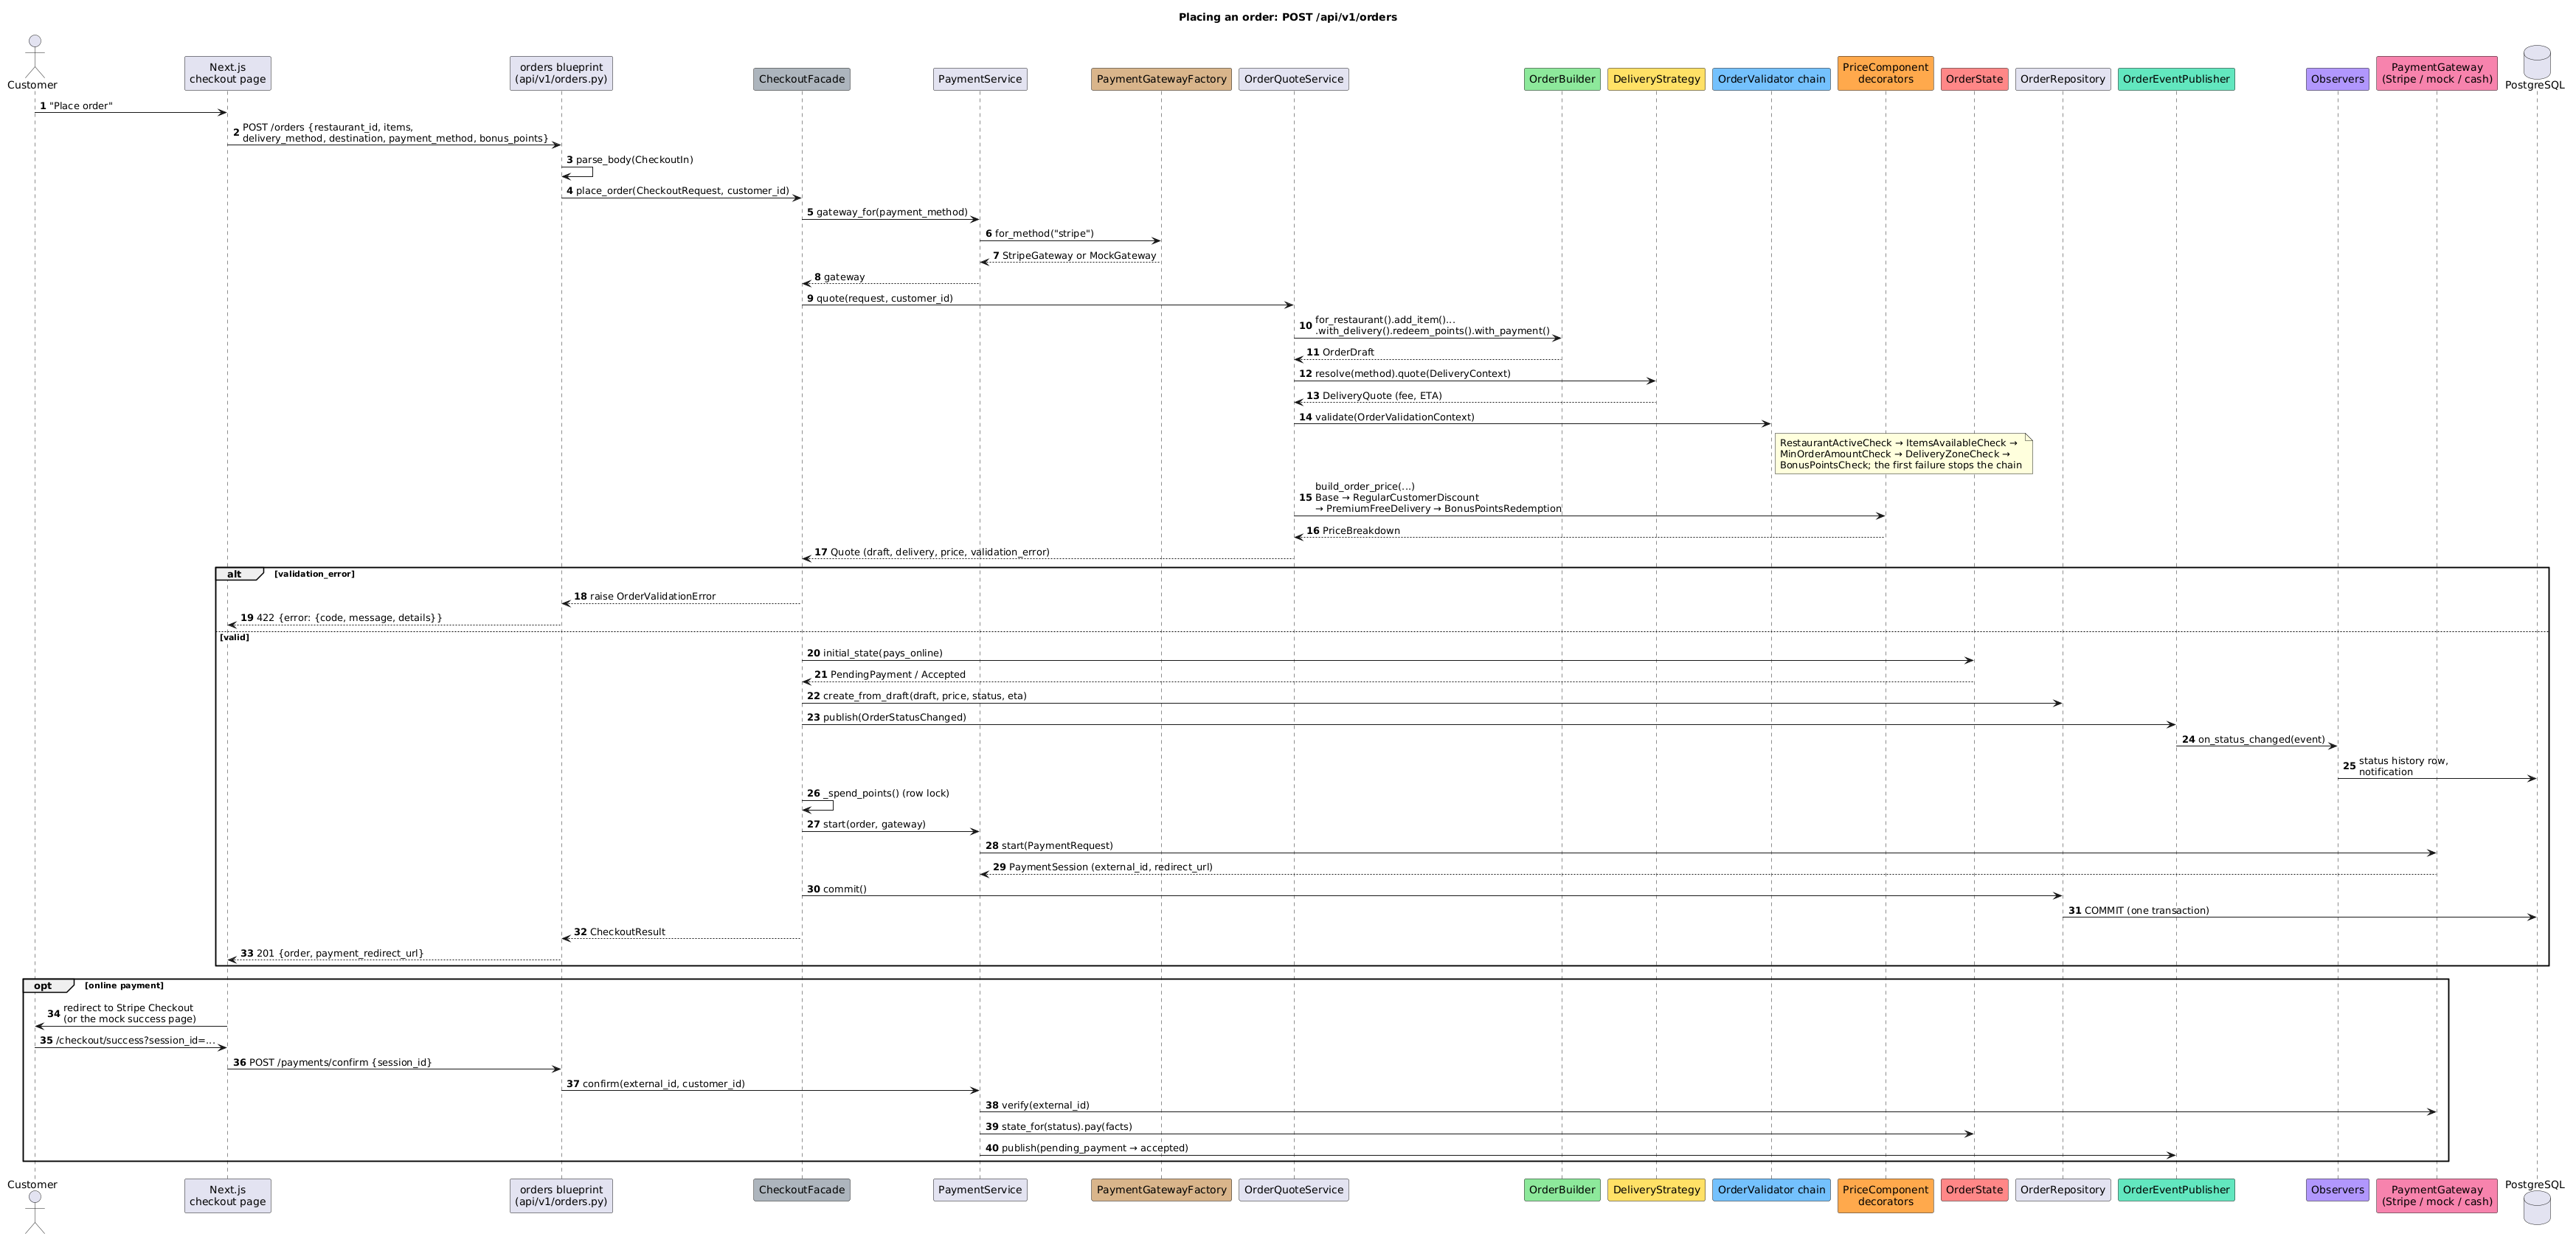 Placing an order: POST /api/v1/orders
Customer
Next.js
checkout page
orders blueprint
(api/v1/orders.py)
CheckoutFacade
PaymentService
PaymentGatewayFactory
OrderQuoteService
OrderBuilder
DeliveryStrategy
OrderValidator chain
PriceComponent
decorators
OrderState
OrderRepository
OrderEventPublisher
Observers
PaymentGateway
(Stripe / mock / cash)
PostgreSQL
1 "Place order"
2 POST /orders {restaurant_id, items,
delivery_method, destination, payment_method, bonus_points}
3 parse_body(CheckoutIn)
4 place_order(CheckoutRequest, customer_id)
5 gateway_for(payment_method)
6 for_method("stripe")
7 StripeGateway or MockGateway
8 gateway
9 quote(request, customer_id)
10 for_restaurant().add_item()...
.with_delivery().redeem_points().with_payment()
11 OrderDraft
12 resolve(method).quote(DeliveryContext)
13 DeliveryQuote (fee, ETA)
14 validate(OrderValidationContext)
RestaurantActiveCheck → ItemsAvailableCheck →
MinOrderAmountCheck → DeliveryZoneCheck →
BonusPointsCheck; the first failure stops the chain
15 build_order_price(...)
Base → RegularCustomerDiscount
→ PremiumFreeDelivery → BonusPointsRedemption
16 PriceBreakdown
17 Quote (draft, delivery, price, validation_error)
alt [validation_error]
18 raise OrderValidationError
19 422 {error: {code, message, details}}
[valid]
20 initial_state(pays_online)
21 PendingPayment / Accepted
22 create_from_draft(draft, price, status, eta)
23 publish(OrderStatusChanged)
24 on_status_changed(event)
25 status history row,
notification
26 _spend_points() (row lock)
27 start(order, gateway)
28 start(PaymentRequest)
29 PaymentSession (external_id, redirect_url)
30 commit()
31 COMMIT (one transaction)
32 CheckoutResult
33 201 {order, payment_redirect_url}
opt [online payment]
34 redirect to Stripe Checkout
(or the mock success page)
35 /checkout/success?session_id=...
36 POST /payments/confirm {session_id}
37 confirm(external_id, customer_id)
38 verify(external_id)
39 state_for(status).pay(facts)
40 publish(pending_payment → accepted)
Customer
Next.js
checkout page
orders blueprint
(api/v1/orders.py)
CheckoutFacade
PaymentService
PaymentGatewayFactory
OrderQuoteService
OrderBuilder
DeliveryStrategy
OrderValidator chain
PriceComponent
decorators
OrderState
OrderRepository
OrderEventPublisher
Observers
PaymentGateway
(Stripe / mock / cash)
PostgreSQL